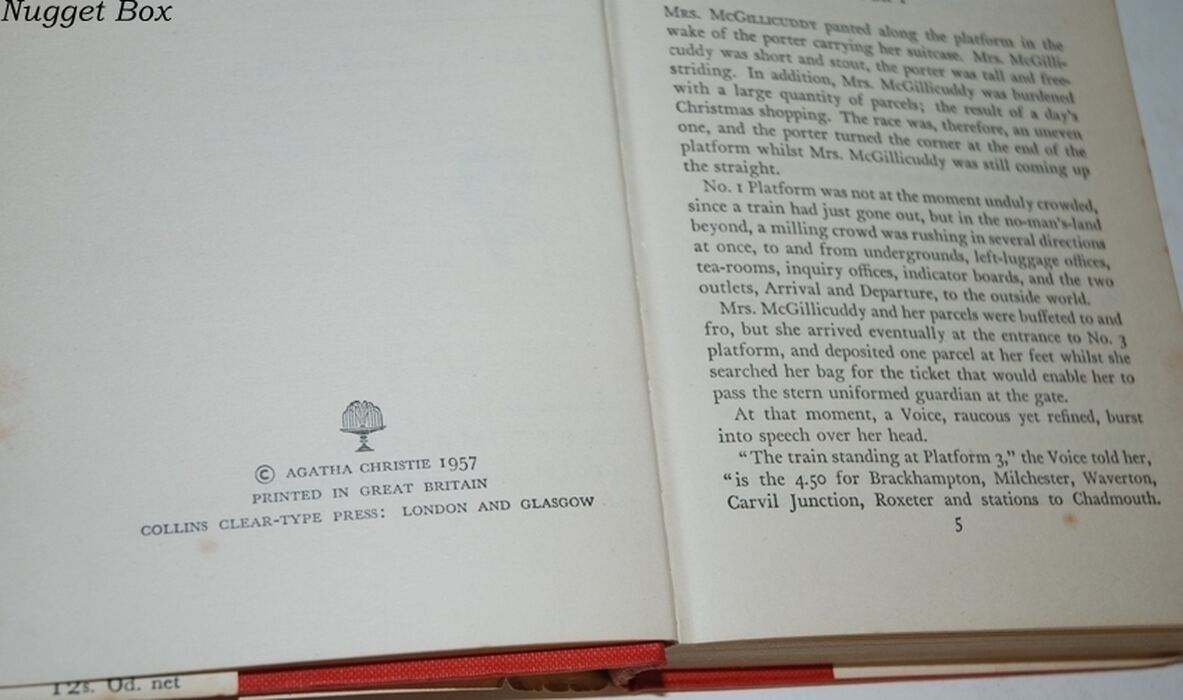 Nugget Box
© AGATHA CHRISTIE 1957
PRINTED IN GREAT BRITAIN
COLLINS CLEAR-TYPE PRESS: LONDON AND GLASGOW
12s. 0d. net
MRS. MCGILLICUDDY panted along the platform in the
wake of the porter carrying her suitcase. Mrs. McGilli-
cuddy was short and stout, the porter was tall and free-
striding. In addition, Mrs. McGillicuddy was burdened
with a large quantity of parcels; the result of a day's
Christmas shopping. The race was, therefore, an uneven
one, and the porter turned the corner at the end of the
platform whilst Mrs. McGillicuddy was still coming up
the straight.
No. 1 Platform was not at the moment unduly crowded,
since a train had just gone out, but in the no-man's-land
beyond, a milling crowd was rushing in several directions
at once, to and from undergrounds, left-luggage offices,
tea-rooms, inquiry offices, indicator boards, and the two
outlets, Arrival and Departure, to the outside world.
Mrs. McGillicuddy and her parcels were buffeted to and
fro, but she arrived eventually at the entrance to No. 3
platform, and deposited one parcel at her feet whilst she
searched her bag for the ticket that would enable her to
pass the stern uniformed guardian at the gate.
At that moment, a Voice, raucous yet refined, burst
into speech over her head.
"The train standing at Platform 3," the Voice told her,
"is the 4.50 for Brackhampton, Milchester, Waverton,
Carvil Junction, Roxeter and stations to Chadmouth.
5